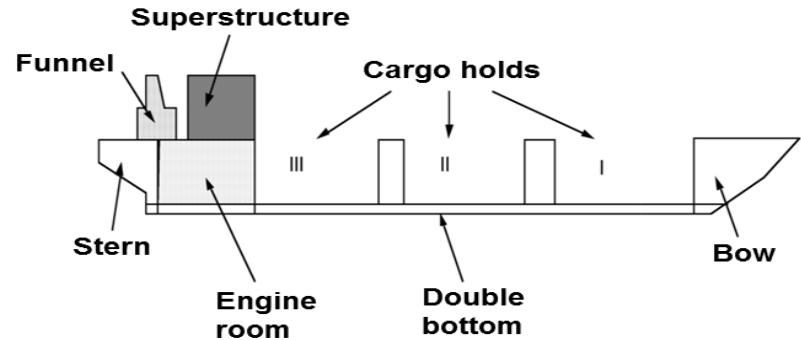 Superstructure
Funnel
Cargo holds
III
II
I
Stern
Bow
Engine
room
Double
bottom